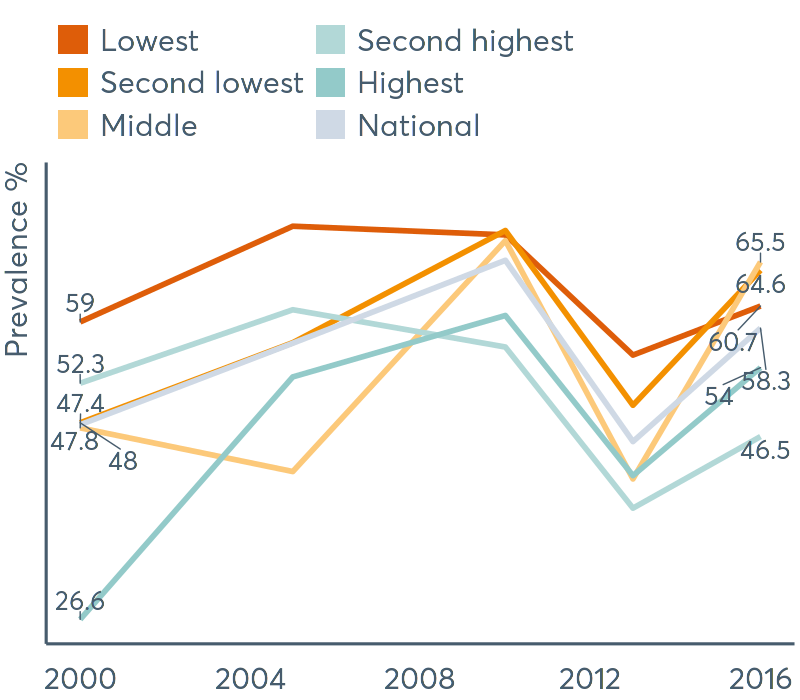 Lowest
Second lowest
Middle
Second highest
Highest
National
Prevalence %
59
52.3
47.4
47.8
48
26.6
65.5
64.6
60.7
58.3
54
46.5
2000 2004 2008 2012 2016